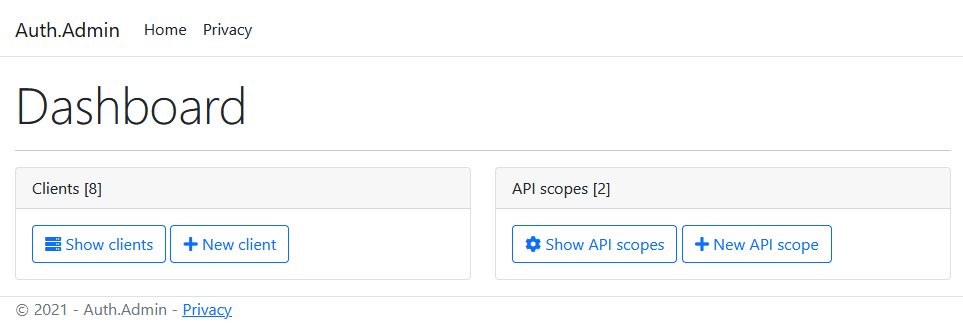 Auth.Admin Home Privacy
Dashboard
Clients [8]
Show clients New client
API scopes [2]
Show API scopes New API scope
© 2021 - Auth.Admin - Privacy